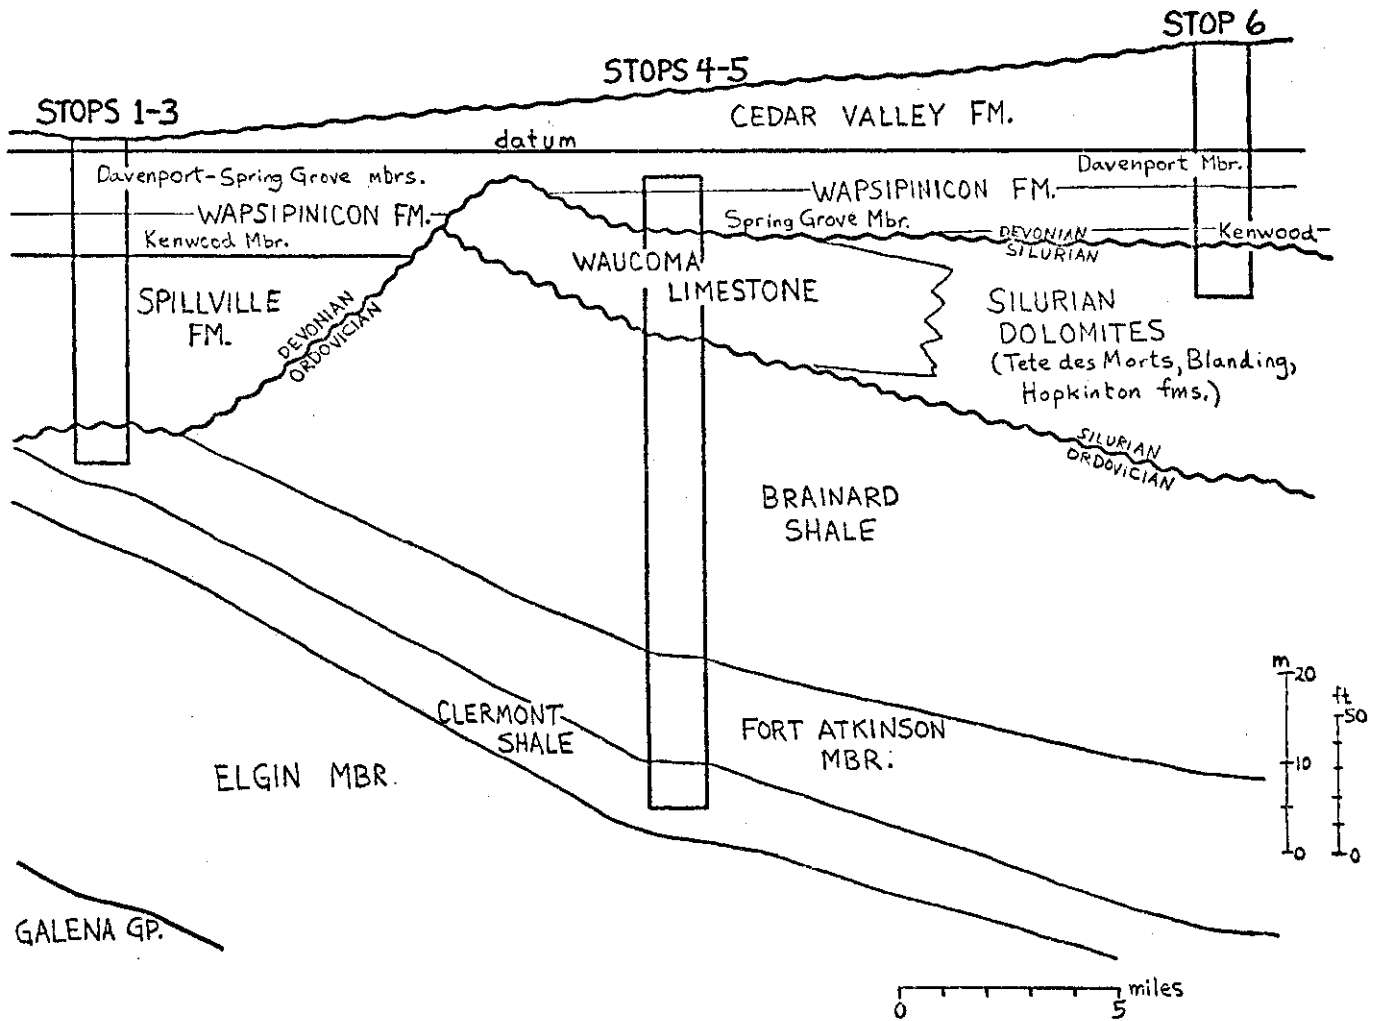 STOP 6
STOPS 4-5
STOPS 1-3
CEDAR VALLEY FM.
datum
Davenport-Spring Grove mbrs.
Davenport Mbr.
WAPSIPINICON FM.
WAPSIPINICON FM.
Spring Grove Mbr.
Kenwood Mbr.
DEVONIAN
SILURIAN
Kenwood
WAUCOMA
LIMESTONE
SPILLVILLE
FM.
DEVONIAN
ORDOVICIAN
SILURIAN
DOLOMITES
(Tete des Morts, Blanding,
Hopkinton fms.)
SILURIAN
ORDOVICIAN
BRAINARD
SHALE
CLERMONT
SHALE
FORT ATKINSON
MBR.
ELGIN MBR.
GALENA GP.
m
20
10
0
ft
50
0
miles
0
5